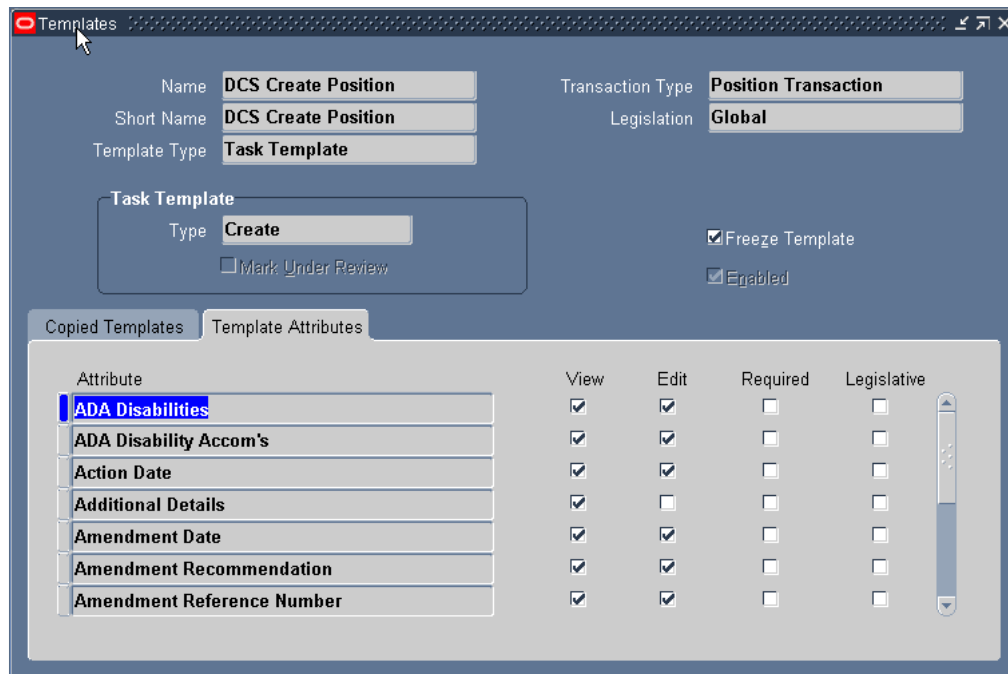 Templates
Name DCS Create Position Transaction Type Position Transaction
Short Name DCS Create Position Legislation Global
Template Type Task Template
Task Template
Type Create
Mark Under Review
Freeze Template
Enabled
Copied Templates Template Attributes
Attribute View Edit Required Legislative
ADA Disabilities
ADA Disability Accom's
Action Date
Additional Details
Amendment Date
Amendment Recommendation
Amendment Reference Number